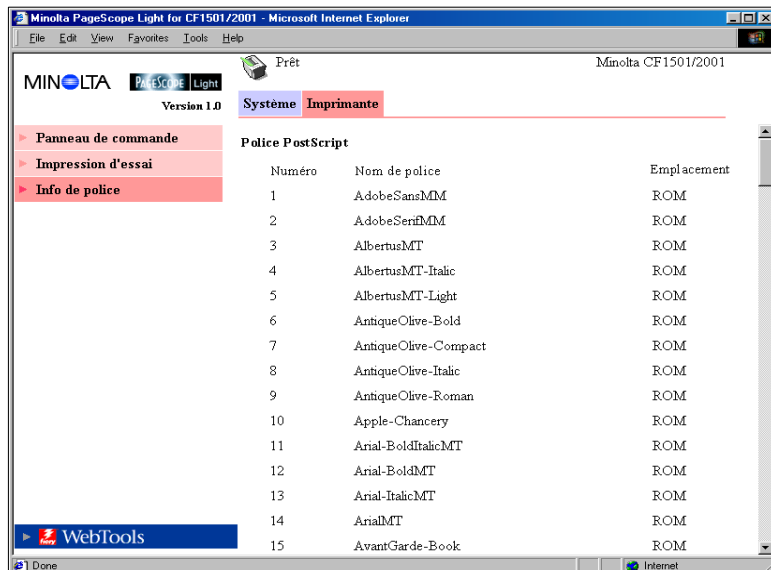 Minolta PageScope Light for CF1501/2001 - Microsoft Internet Explorer
File Edit View Favorites Tools Help
MINOLTA PAGESCOPE Light
Version 1.0
Prêt
Minolta CF1501/2001
Système Imprimante
Panneau de commande
Impression d'essai
Info de police
Police PostScript
Numéro Nom de police Emplacement
1 AdobeSansMM ROM
2 AdobeSerifMM ROM
3 AlbertusMT ROM
4 AlbertusMT-Italic ROM
5 AlbertusMT-Light ROM
6 AntiqueOlive-Bold ROM
7 AntiqueOlive-Compact ROM
8 AntiqueOlive-Italic ROM
9 AntiqueOlive-Roman ROM
10 Apple-Chancery ROM
11 Arial-BoldItalicMT ROM
12 Arial-BoldMT ROM
13 Arial-ItalicMT ROM
14 ArialMT ROM
15 AvantGarde-Book ROM
fiery WebTools
Done Internet